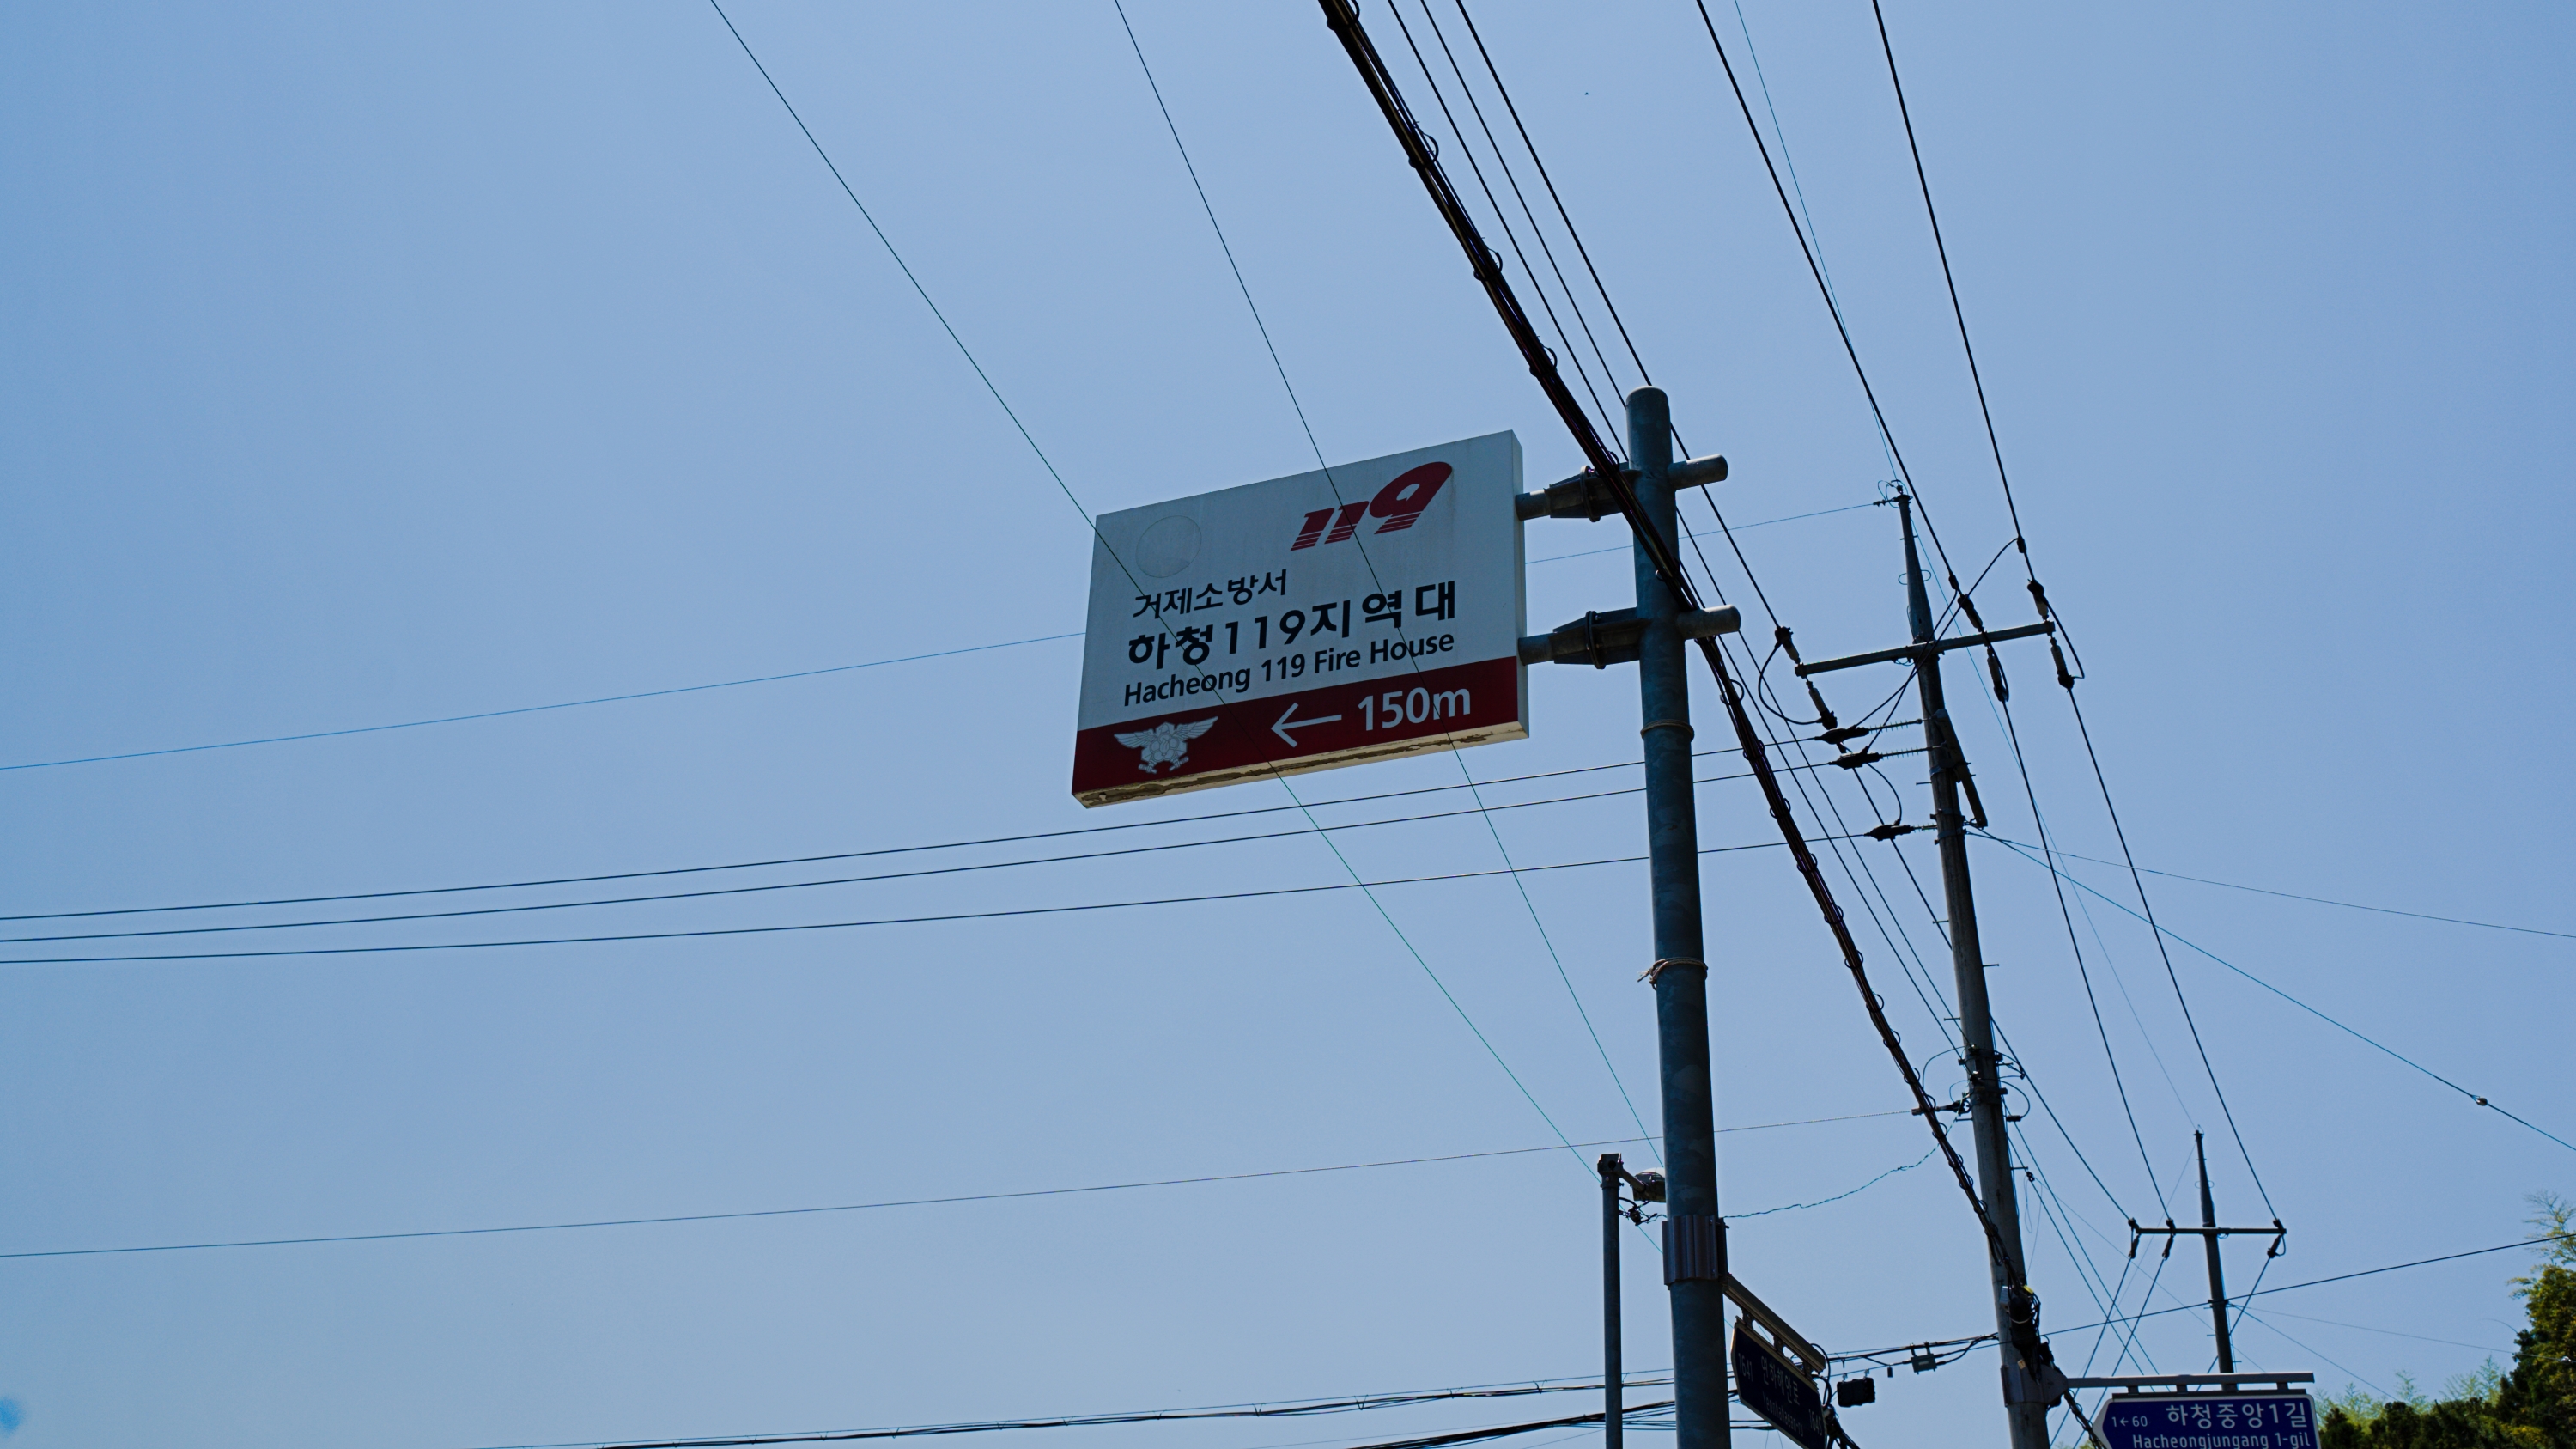 119
거제소방서
하청119지역대
Hacheong 119 Fire House
← 150m
1←60 하청중앙1길
Hacheongjungang 1-gil